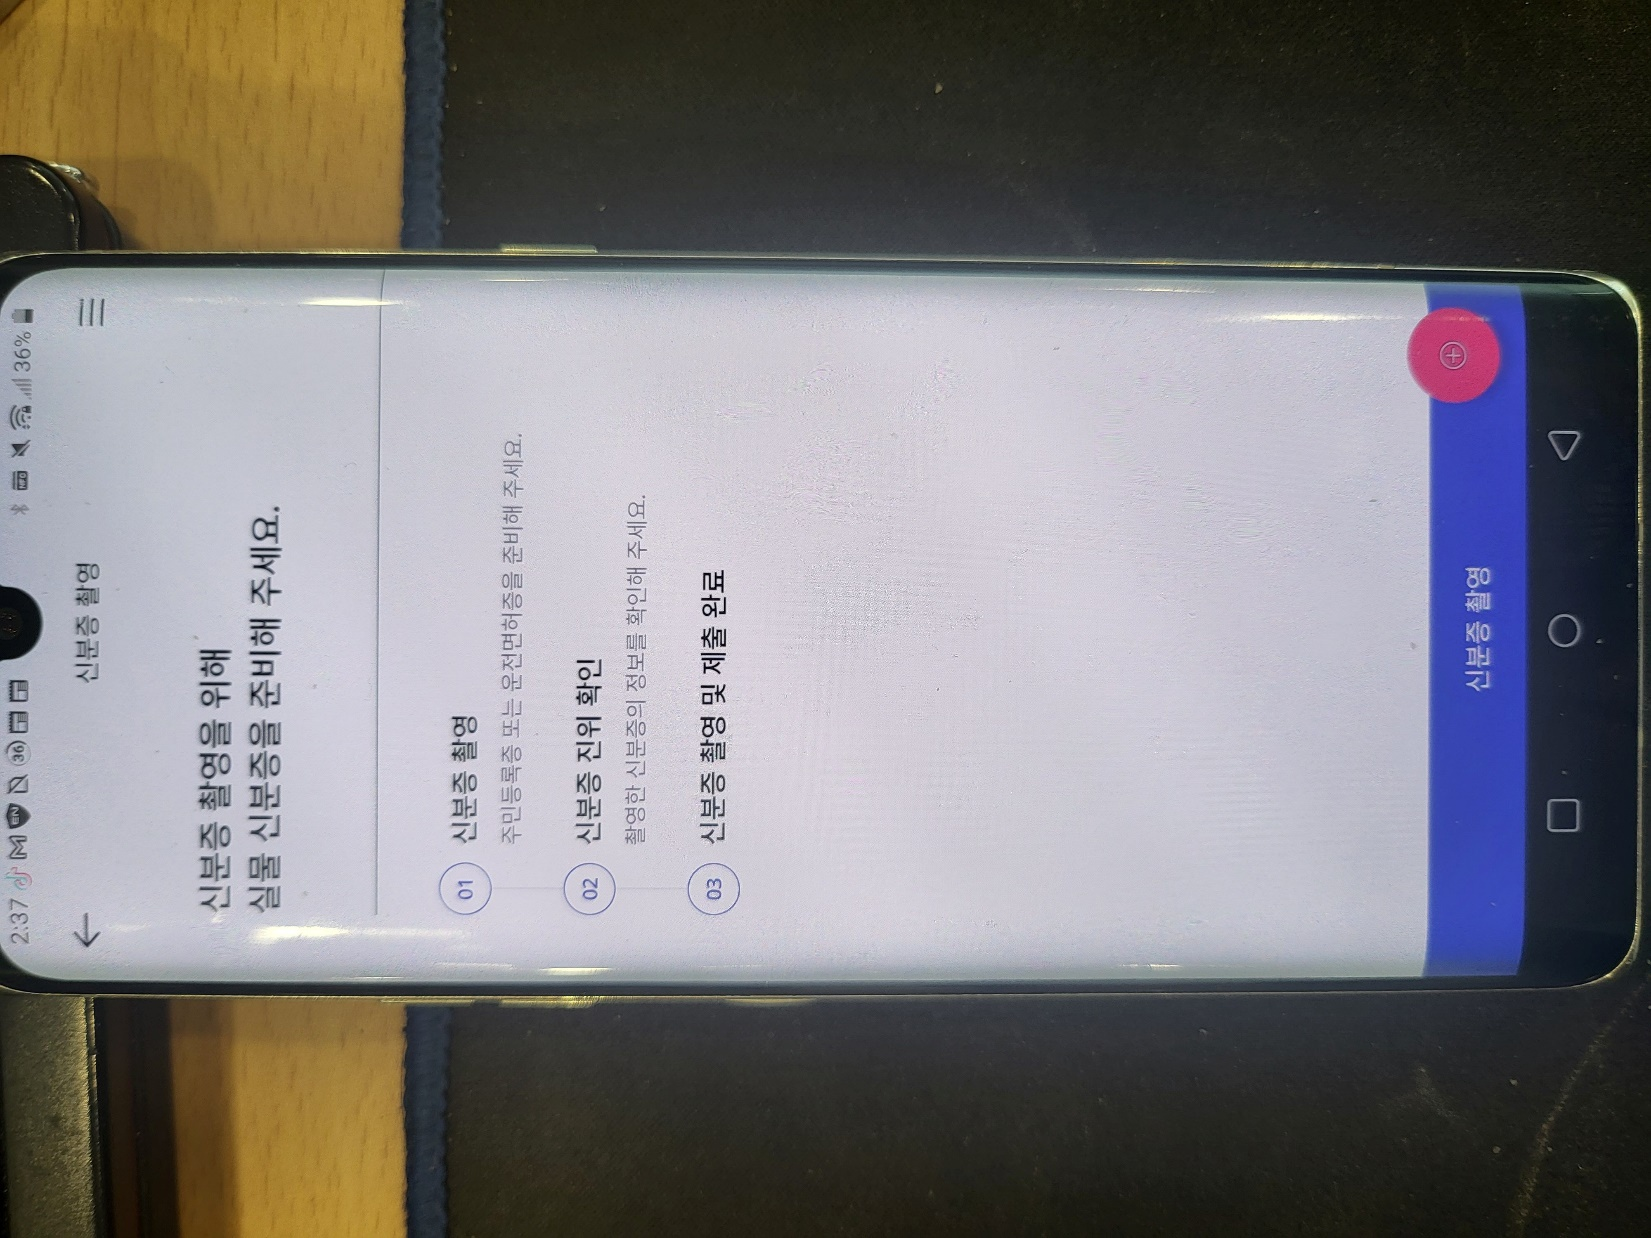 2:37 36 EN NFC 36%
신분증 촬영
신분증 촬영을 위해
실물 신분증을 준비해 주세요.
01 신분증 촬영
주민등록증 또는 운전면허증을 준비해 주세요.
02 신분증 진위 확인
촬영한 신분증의 정보를 확인해 주세요.
03 신분증 촬영 및 제출 완료
신분증 촬영